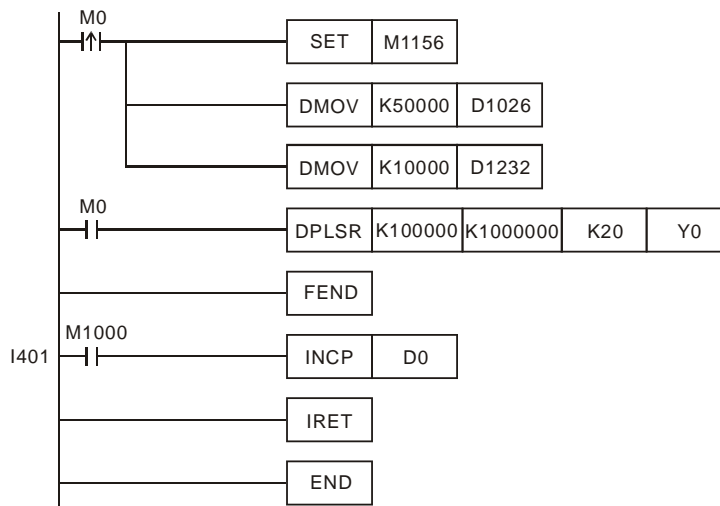 M0
SET M1156
DMOV K50000 D1026
DMOV K10000 D1232
M0
DPLSR K100000 K1000000 K20 Y0
FEND
M1000
I401 INCP D0
IRET
END